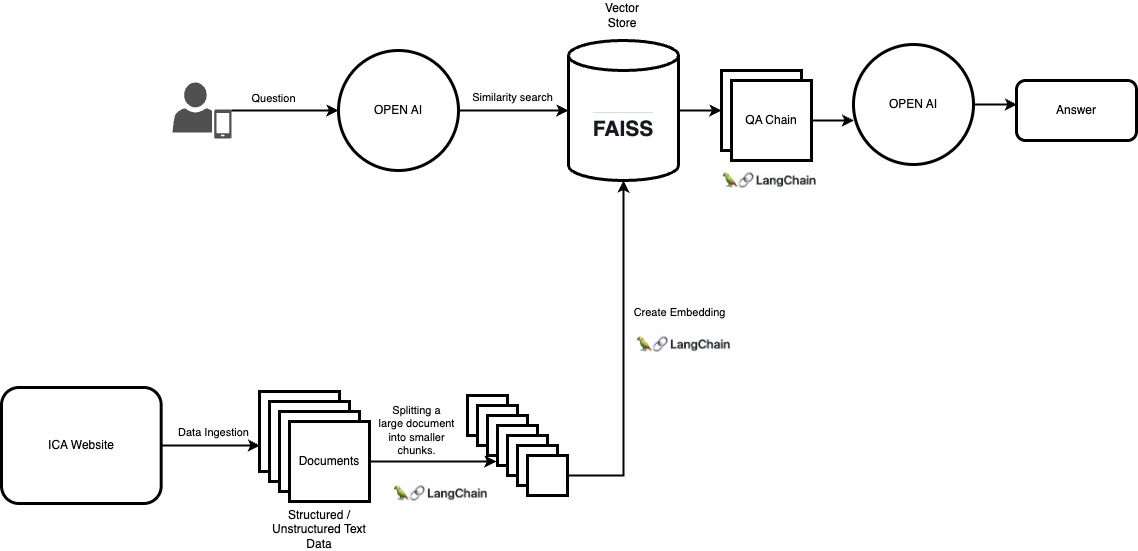 Vector
Store
Question
OPEN AI
Similarity search
FAISS
QA Chain
LangChain
OPEN AI
Answer
Create Embedding
LangChain
ICA Website
Data Ingestion
Documents
Structured /
Unstructured Text
Data
Splitting a
large document
into smaller
chunks.
LangChain